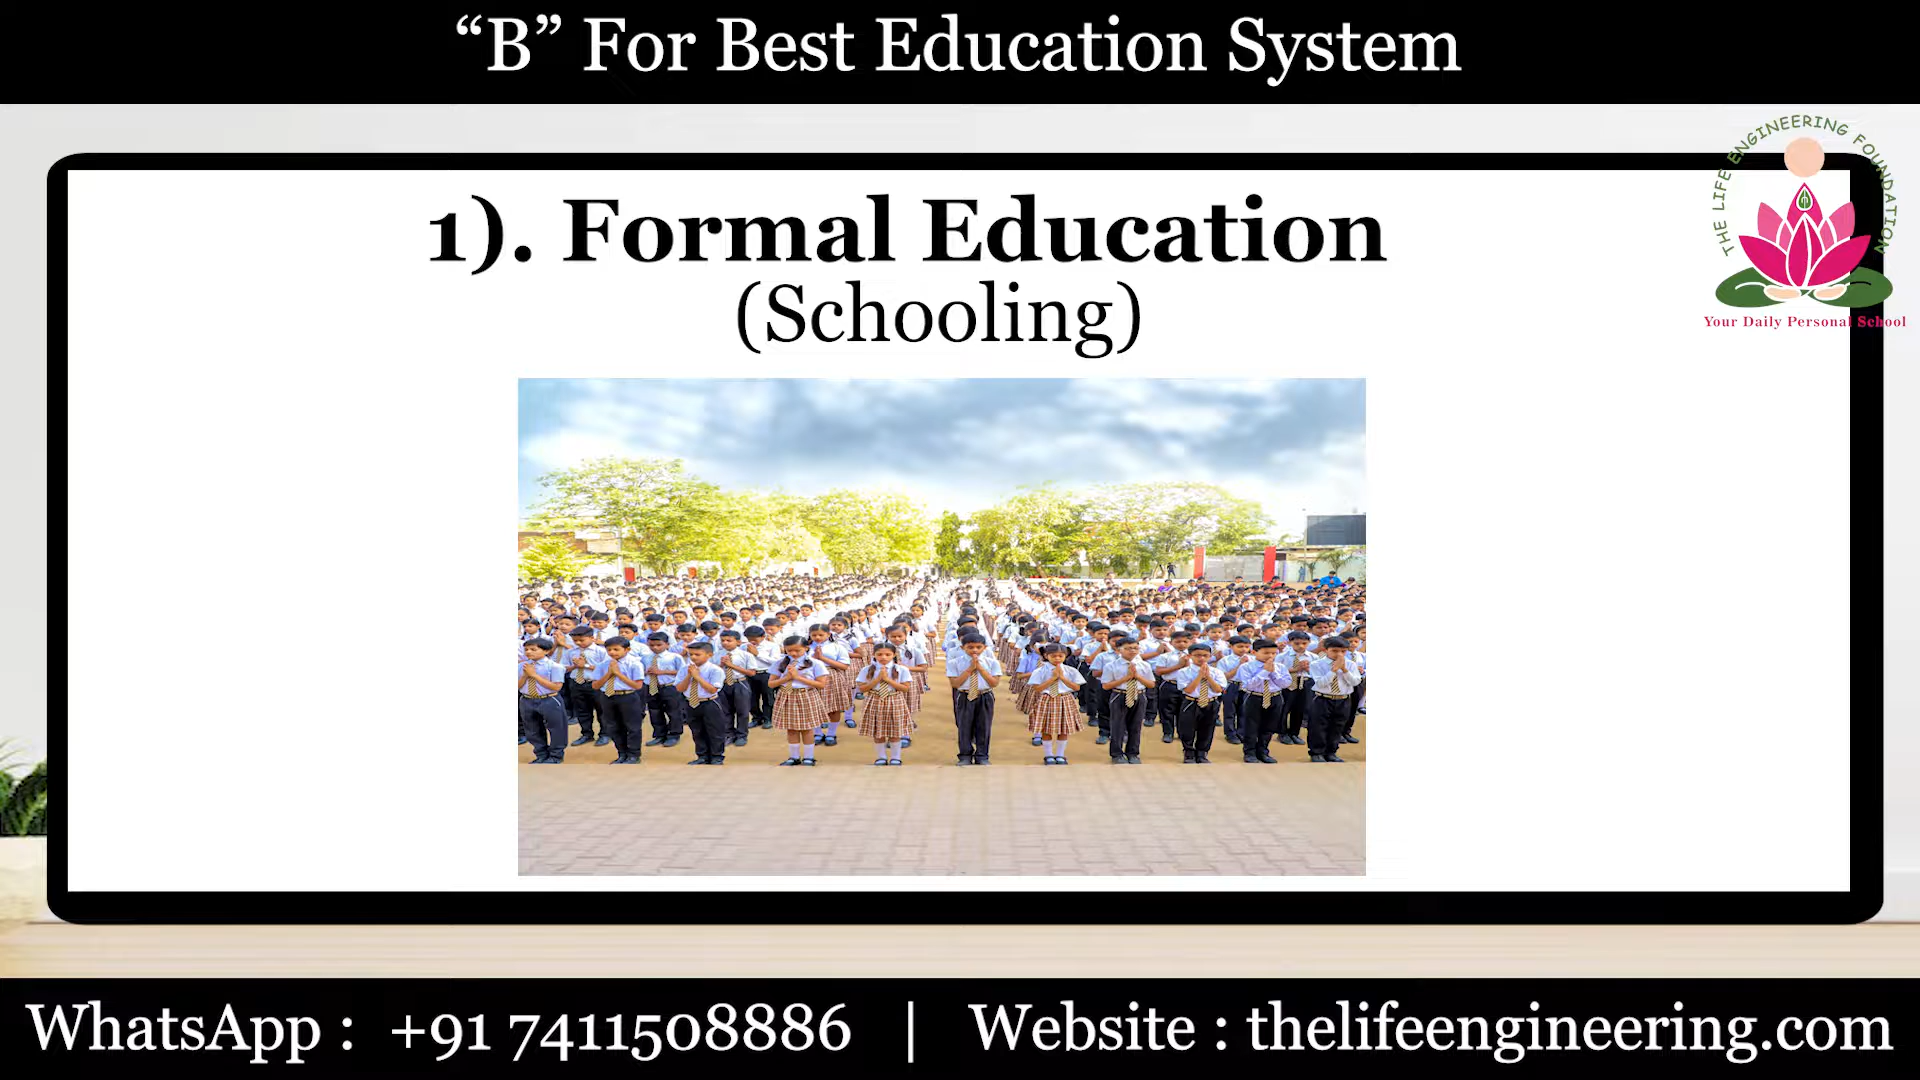 “B” For Best Education System
THE LIFE ENGINEERING FOUNDATION
Your Daily Personal School
1). Formal Education
(Schooling)
WhatsApp : +91 7411508886 | Website : thelifeengineering.com